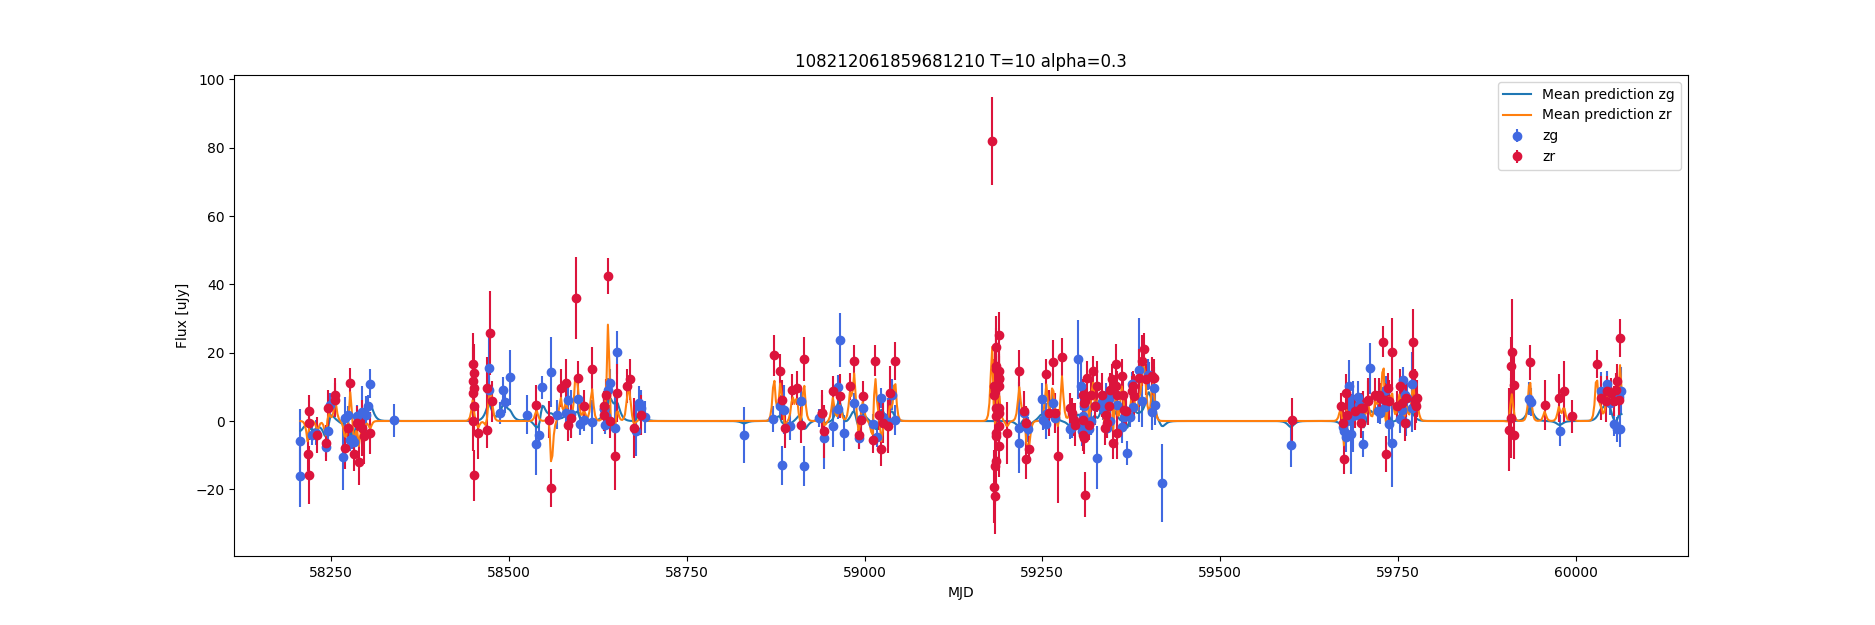 108212061859681210 T=10 alpha=0.3
Mean prediction zg
Mean prediction zr
zg
zr
Flux [uJy]
100
80
60
40
20
0
−20
58250 58500 58750 59000 59250 59500 59750 60000
MJD